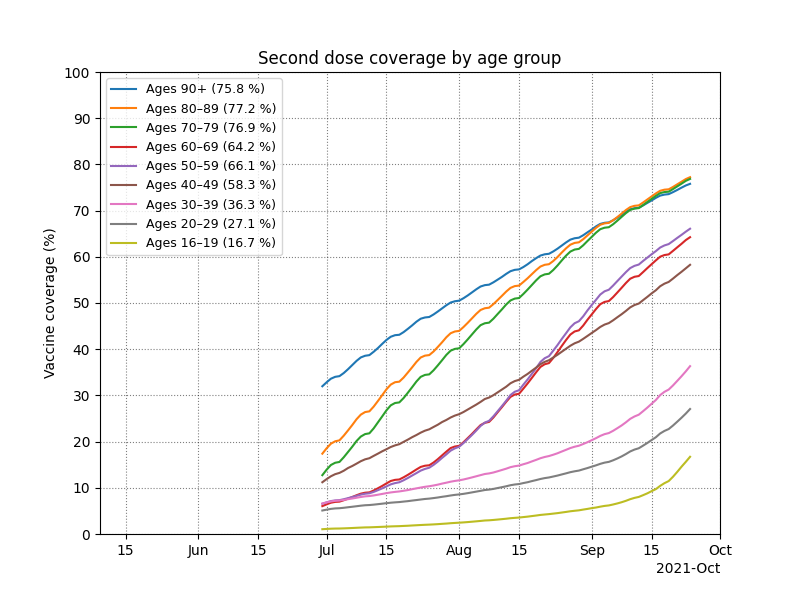 Second dose coverage by age group
Vaccine coverage (%)
100
90
80
70
60
50
40
30
20
10
0
Ages 90+ (75.8 %)
Ages 80–89 (77.2 %)
Ages 70–79 (76.9 %)
Ages 60–69 (64.2 %)
Ages 50–59 (66.1 %)
Ages 40–49 (58.3 %)
Ages 30–39 (36.3 %)
Ages 20–29 (27.1 %)
Ages 16–19 (16.7 %)
15 Jun 15 Jul 15 Aug 15 Sep 15 Oct
2021-Oct